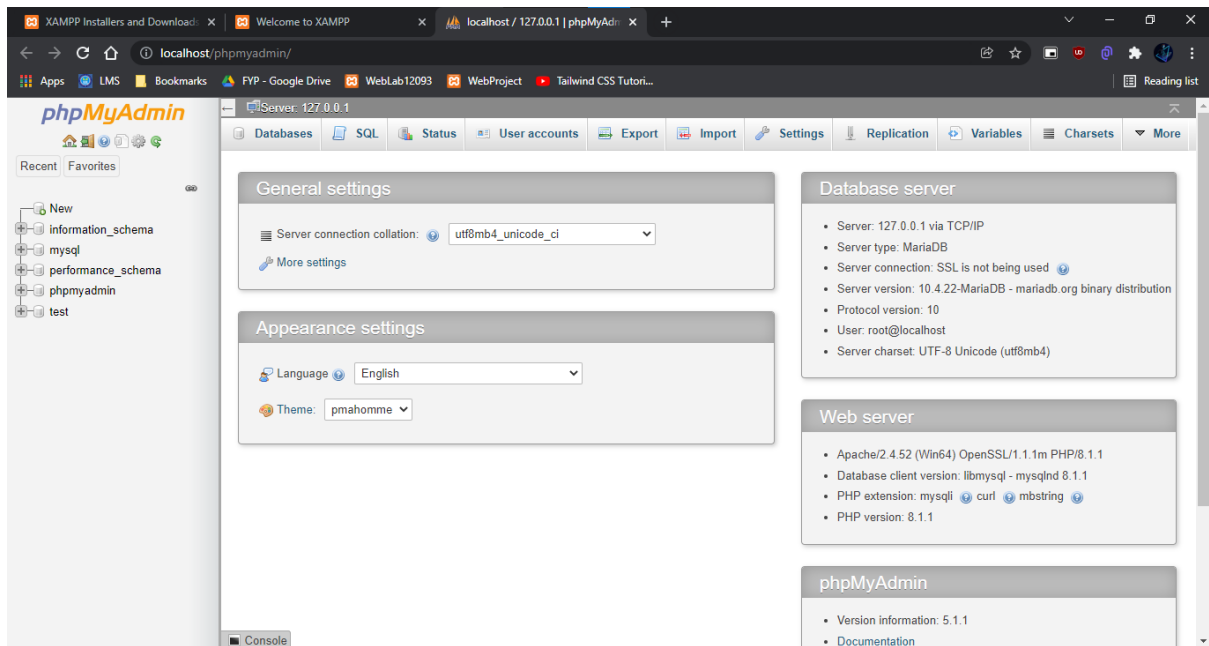 XAMPP Installers and Downloads
Welcome to XAMPP
localhost / 127.0.0.1 | phpMyAdm
localhost/phpmyadmin/
Apps
LMS
Bookmarks
FYP - Google Drive
WebLab12093
WebProject
Tailwind CSS Tutori...
Reading list
phpMyAdmin
Recent
Favorites
New
information_schema
mysql
performance_schema
phpmyadmin
test
Server: 127.0.0.1
Databases
SQL
Status
User accounts
Export
Import
Settings
Replication
Variables
Charsets
More
General settings
Server connection collation:
utf8mb4_unicode_ci
More settings
Appearance settings
Language
English
Theme:
pmahomme
Database server
Server: 127.0.0.1 via TCP/IP
Server type: MariaDB
Server connection: SSL is not being used
Server version: 10.4.22-MariaDB - mariadb.org binary distribution
Protocol version: 10
User: root@localhost
Server charset: UTF-8 Unicode (utf8mb4)
Web server
Apache/2.4.52 (Win64) OpenSSL/1.1.1m PHP/8.1.1
Database client version: libmysql - mysqlnd 8.1.1
PHP extension: mysqli curl mbstring
PHP version: 8.1.1
phpMyAdmin
Version information: 5.1.1
Documentation
Console